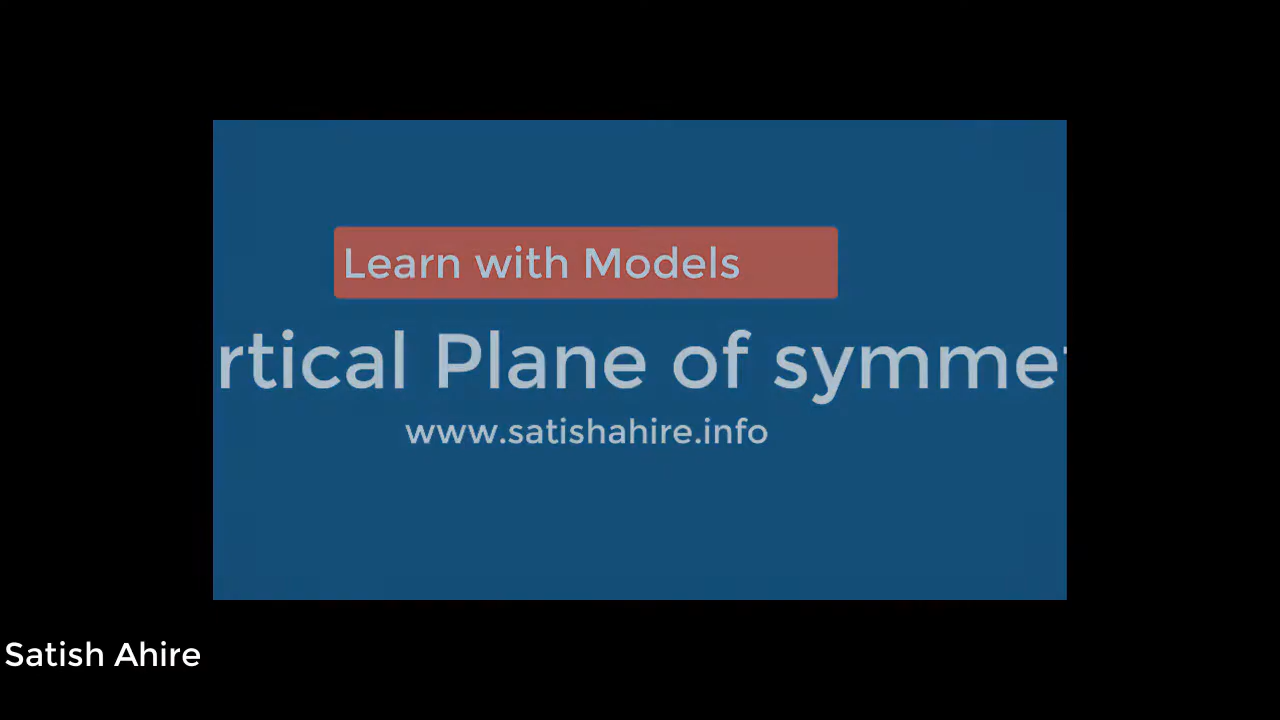 Learn with Models
rtical Plane of symme
www.satishahire.info
Satish Ahire